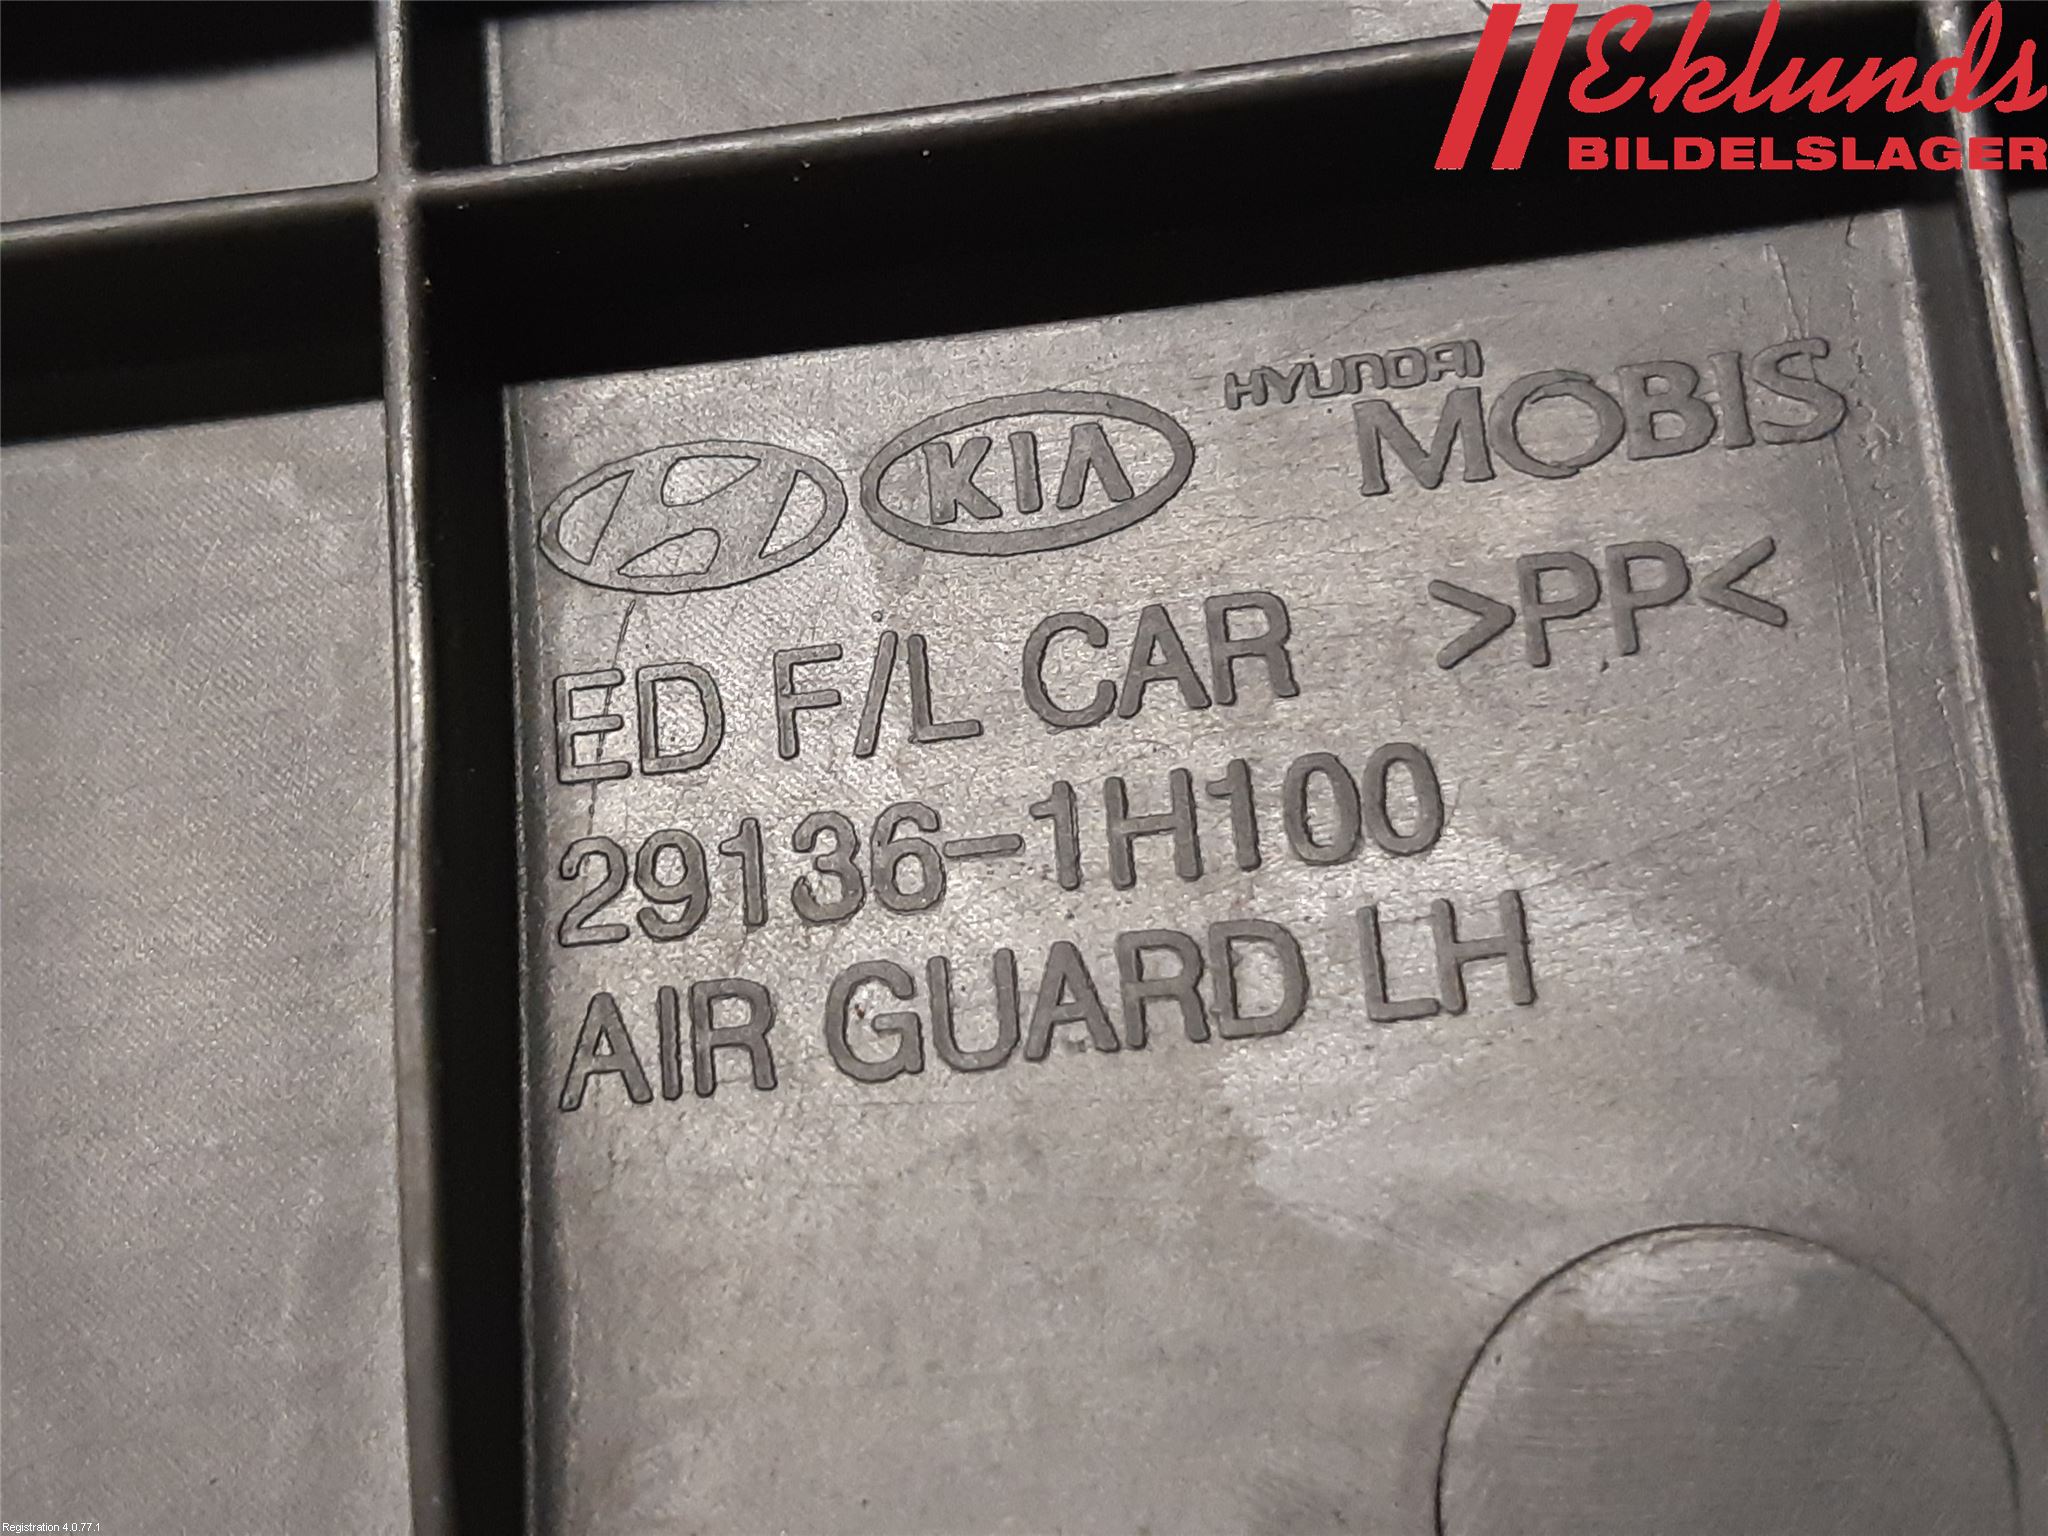 Eklunds
BILDELSLAGER
HYUNDAI
MOBIS
KIA
ED F/L CAR >PP<
29136-1H100
AIR GUARD LH
Registration 4.0.77.1